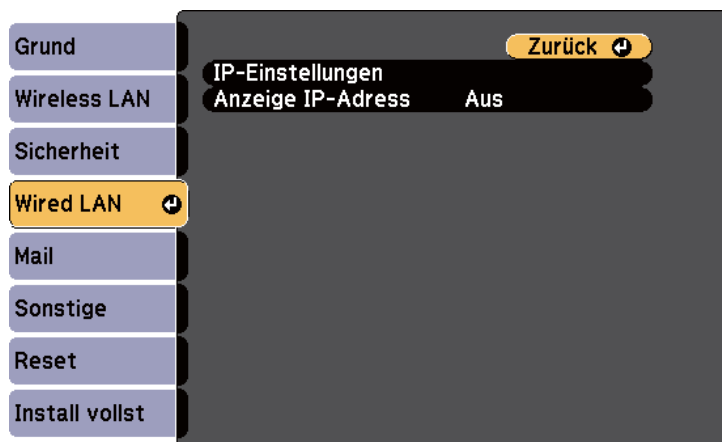 Grund
Wireless LAN
Sicherheit
Wired LAN
Mail
Sonstige
Reset
Install vollst
Zurück
IP-Einstellungen
Anzeige IP-Adress Aus